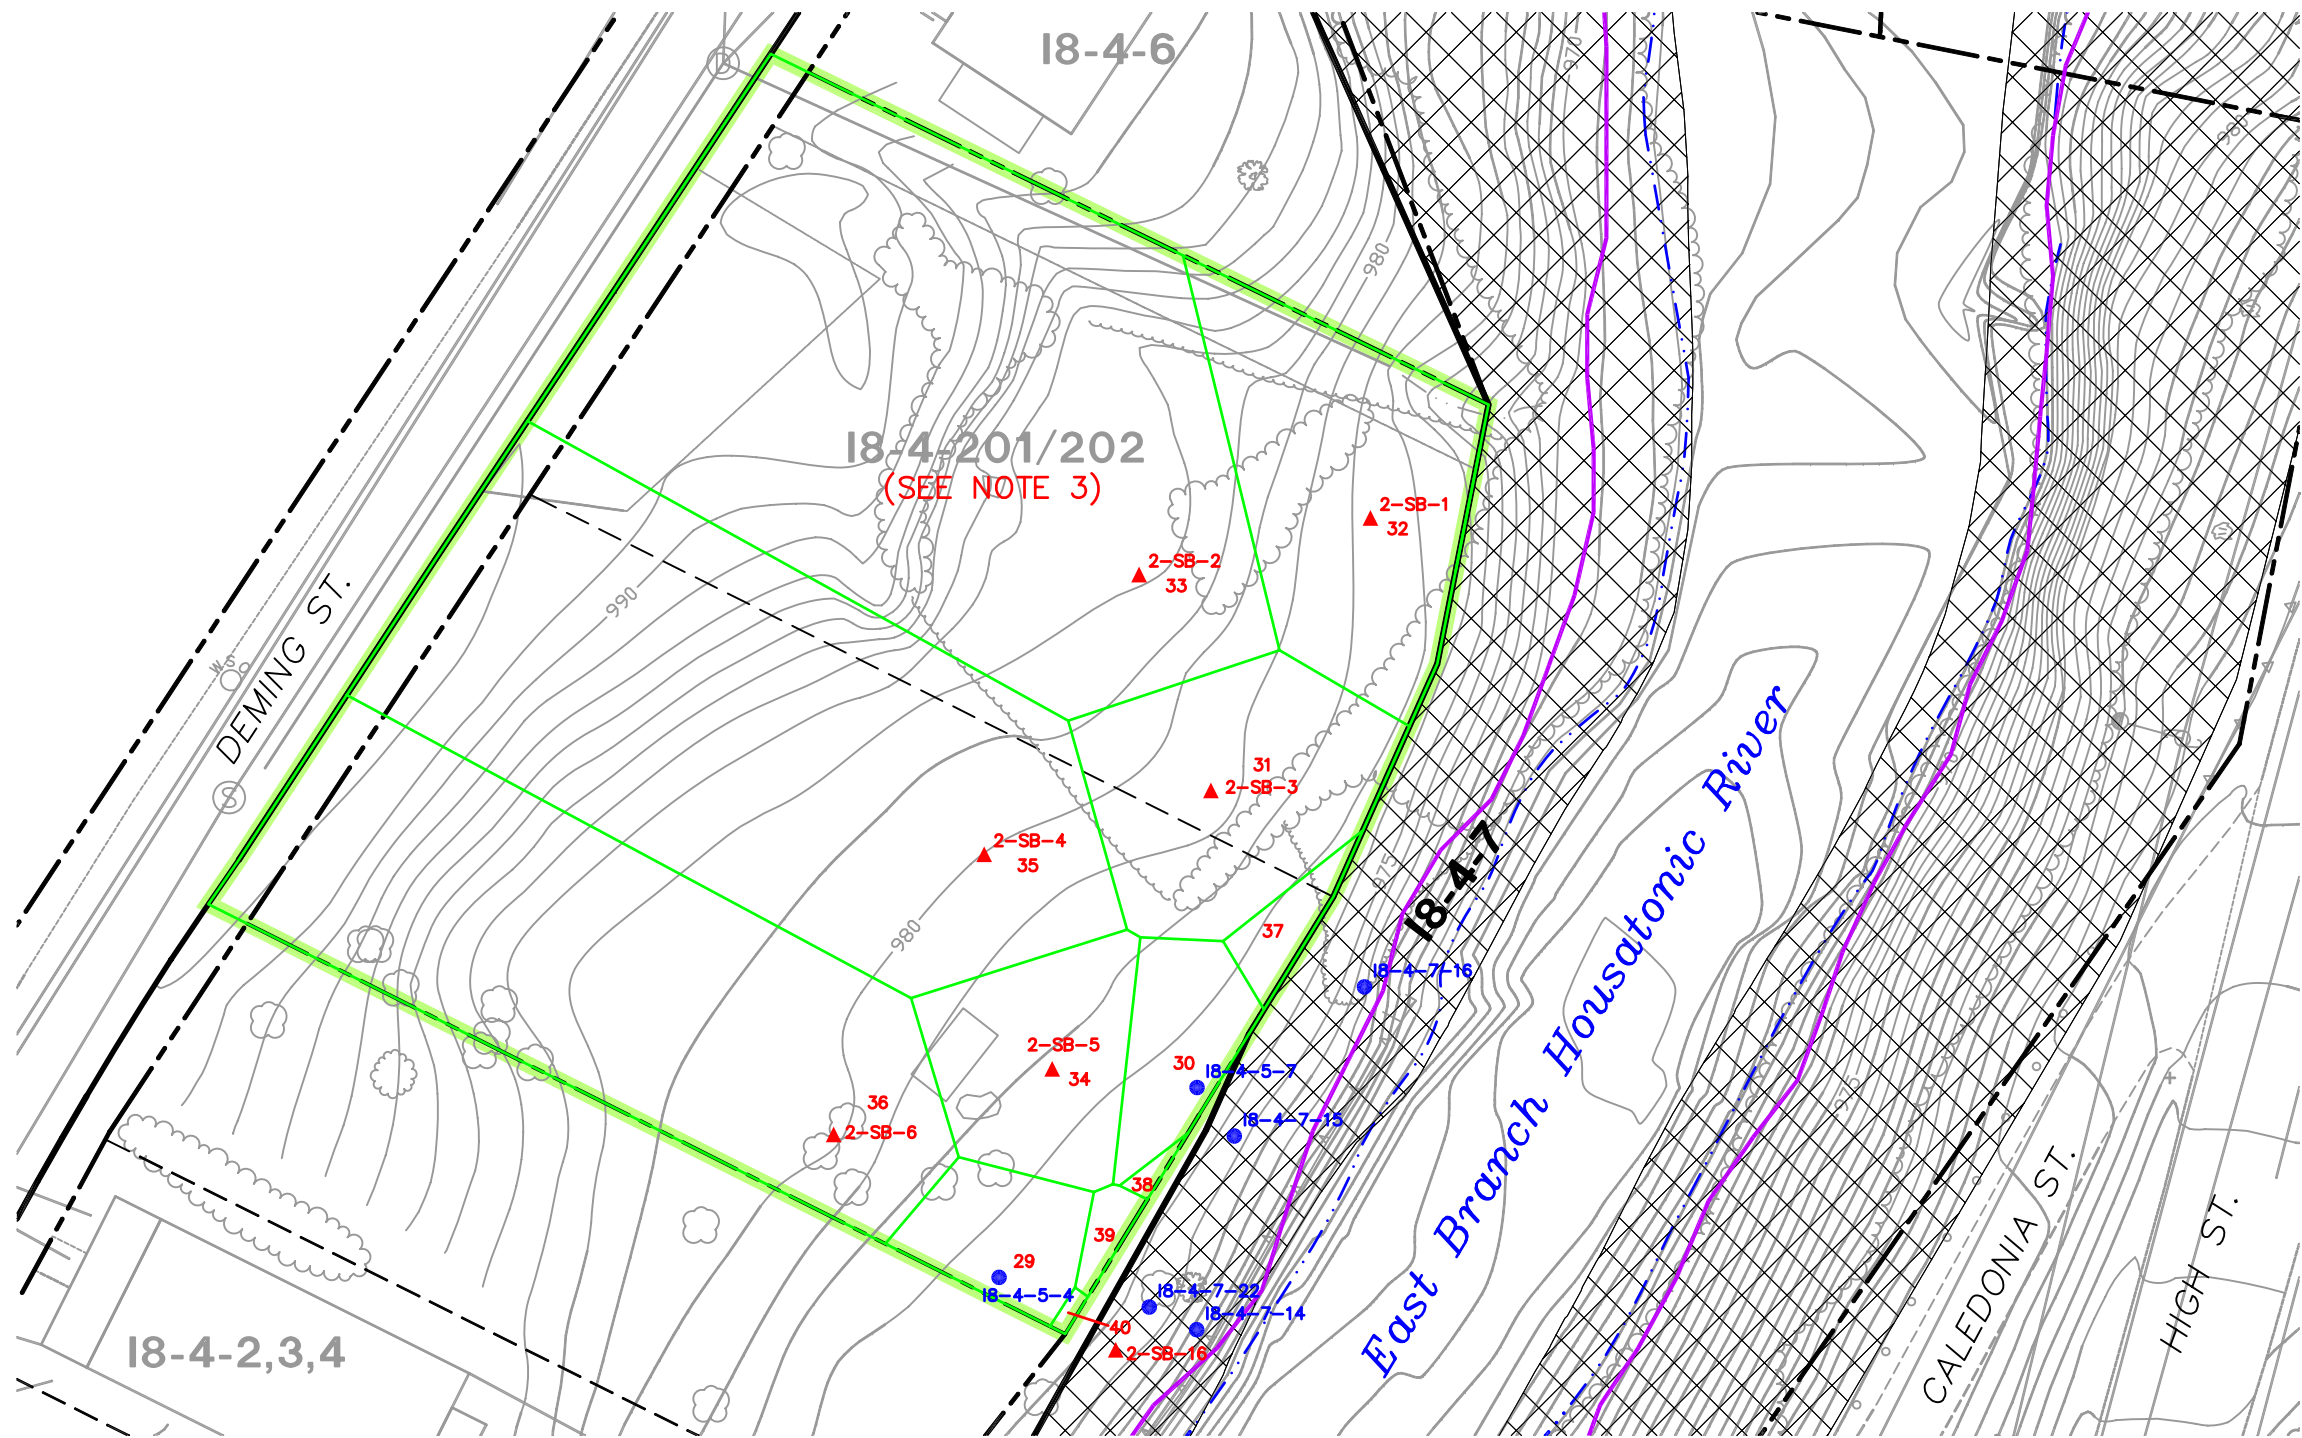 I8-4-6
970
980
980
I8-4-201/202
(SEE NOTE 3)
2-SB-1
32
2-SB-2
33
990
DEMING ST.
W S O
S
31
2-SB-3
2-SB-4
35
975
I8-4-7
980
37
I8-4-7-16
East Branch Housatonic River
2-SB-5
34
30
I8-4-5-7
36
2-SB-6
I8-4-7-15
38
39
29
I8-4-5-4
I8-4-7-22
I8-4-7-14
40
2-SB-16
975
I8-4-2,3,4
CALEDONIA ST.
HIGH ST.